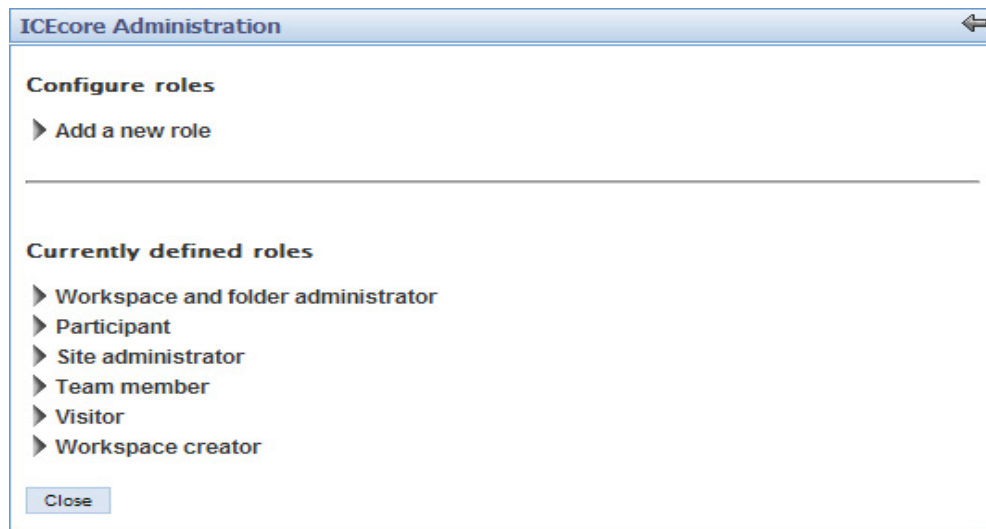 ICEcore Administration
Configure roles
Add a new role
Currently defined roles
Workspace and folder administrator
Participant
Site administrator
Team member
Visitor
Workspace creator
Close